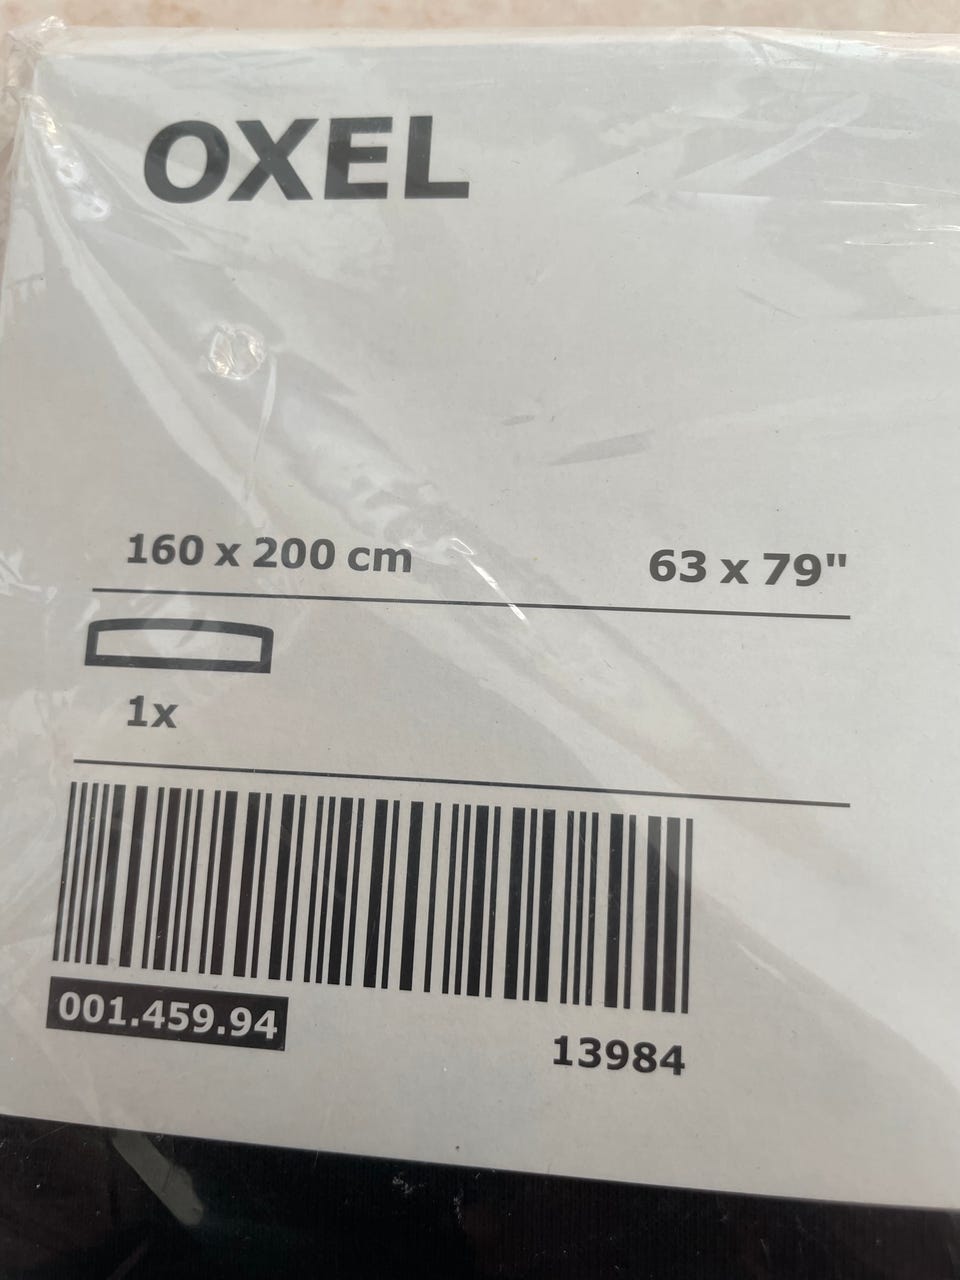 OXEL
160 x 200 cm 63 x 79"
1x
001.459.94
13984